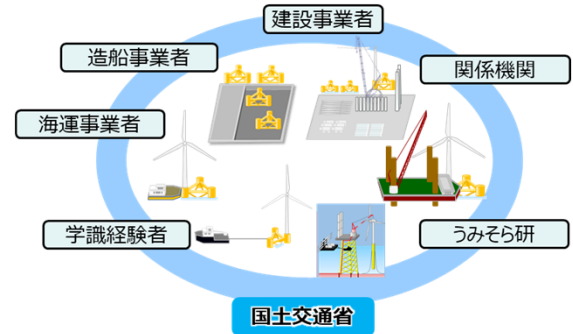 建設事業者
造船事業者
関係機関
海運事業者
学識経験者
うみそら研
国土交通省